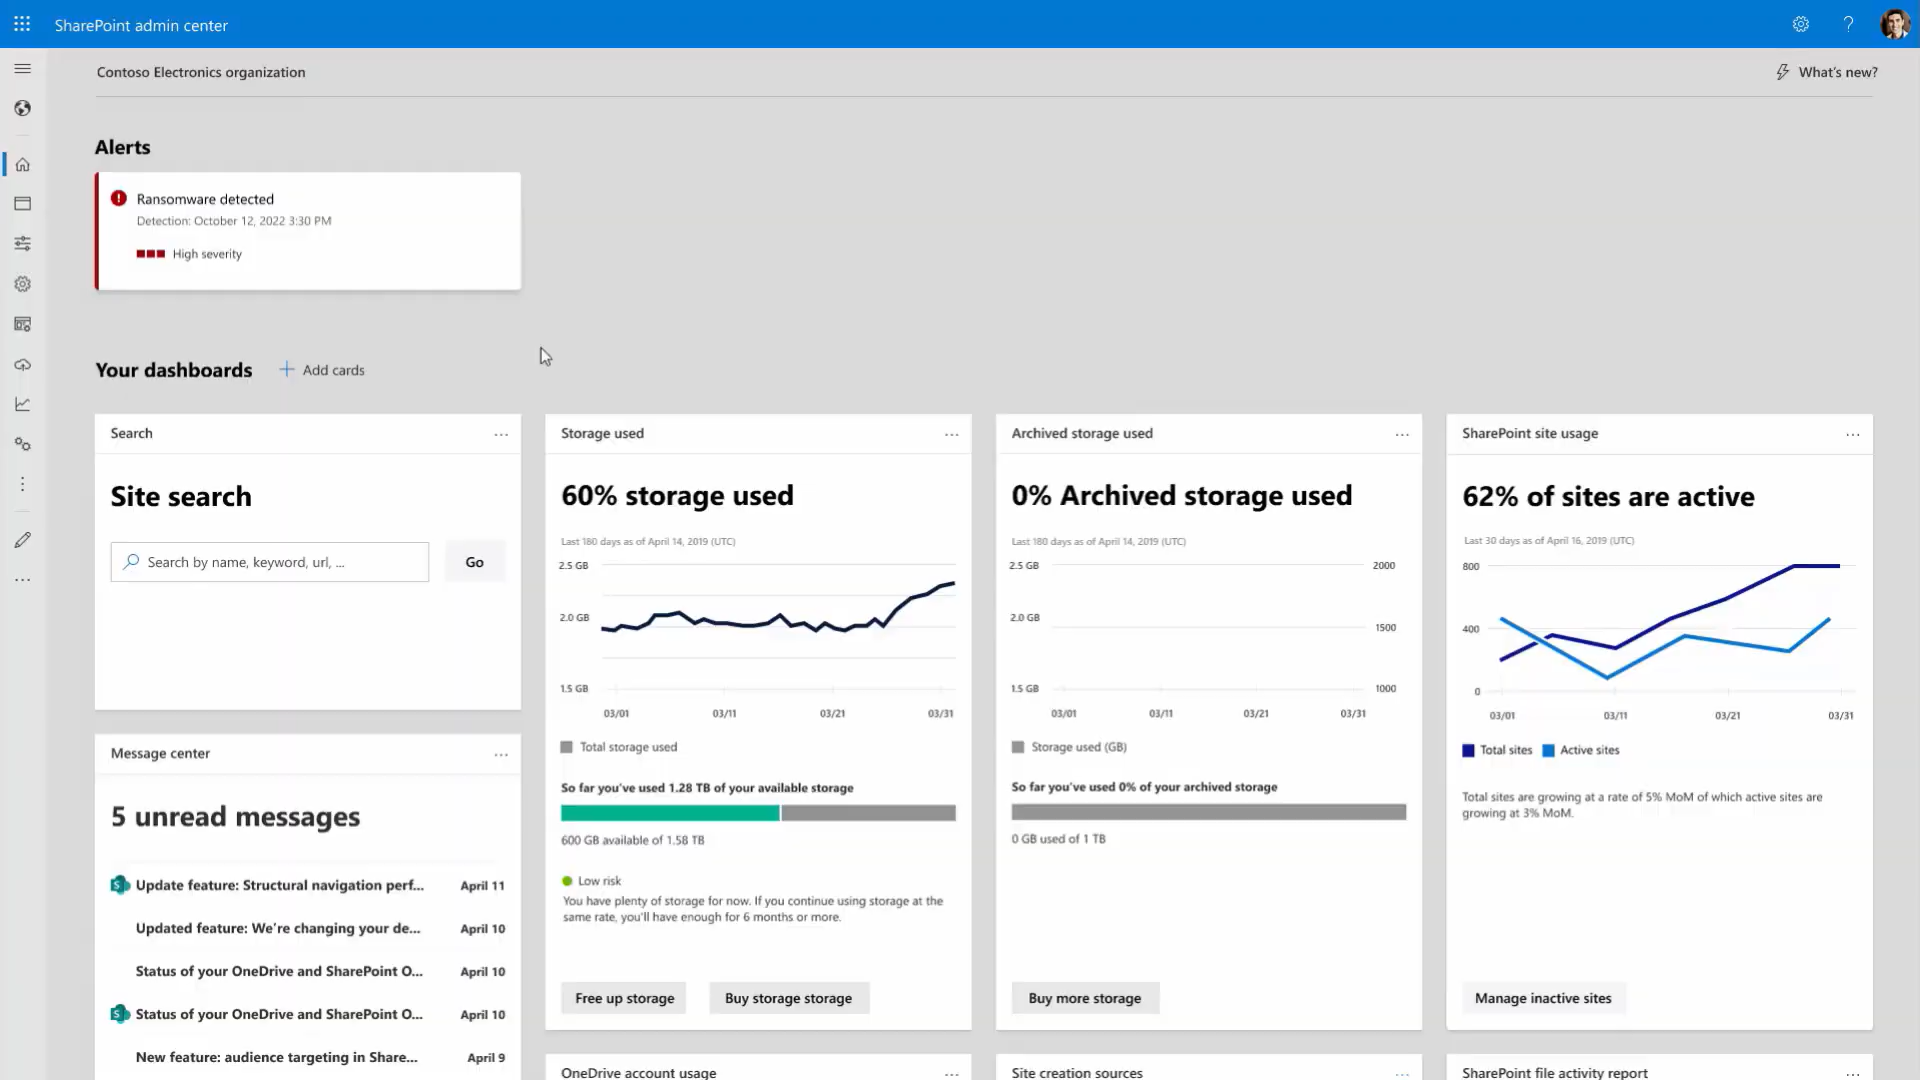 SharePoint admin center
?
Contoso Electronics organization
What's new?
Alerts
Ransomware detected
Detection: October 12, 2022 3:30 PM
High severity
Your dashboards
Add cards
Search
...
Site search
Search by name, keyword, url, ...
Go
Message center
...
5 unread messages
Update feature: Structural navigation perf... April 11
Updated feature: We're changing your de... April 10
Status of your OneDrive and SharePoint O... April 10
Status of your OneDrive and SharePoint O... April 10
New feature: audience targeting in Share... April 9
Storage used
...
60% storage used
Last 180 days as of April 14, 2019 (UTC)
2.5 GB
2.0 GB
1.5 GB
03/01 03/11 03/21 03/31
Total storage used
So far you've used 1.28 TB of your available storage
600 GB available of 1.58 TB
Low risk
You have plenty of storage for now. If you continue using storage at the
same rate, you'll have enough for 6 months or more.
Free up storage
Buy storage storage
OneDrive account usage
...
Archived storage used
...
0% Archived storage used
Last 180 days as of April 14, 2019 (UTC)
2.5 GB 2000
2.0 GB 1500
1.5 GB 1000
03/01 03/11 03/21 03/31
Storage used (GB)
So far you've used 0% of your archived storage
0 GB used of 1 TB
Buy more storage
Site creation sources
...
SharePoint site usage
...
62% of sites are active
Last 30 days as of April 16, 2019 (UTC)
800
400
0
03/01 03/11 03/21 03/31
Total sites Active sites
Total sites are growing at a rate of 5% MoM of which active sites are
growing at 3% MoM.
Manage inactive sites
SharePoint file activity report
...